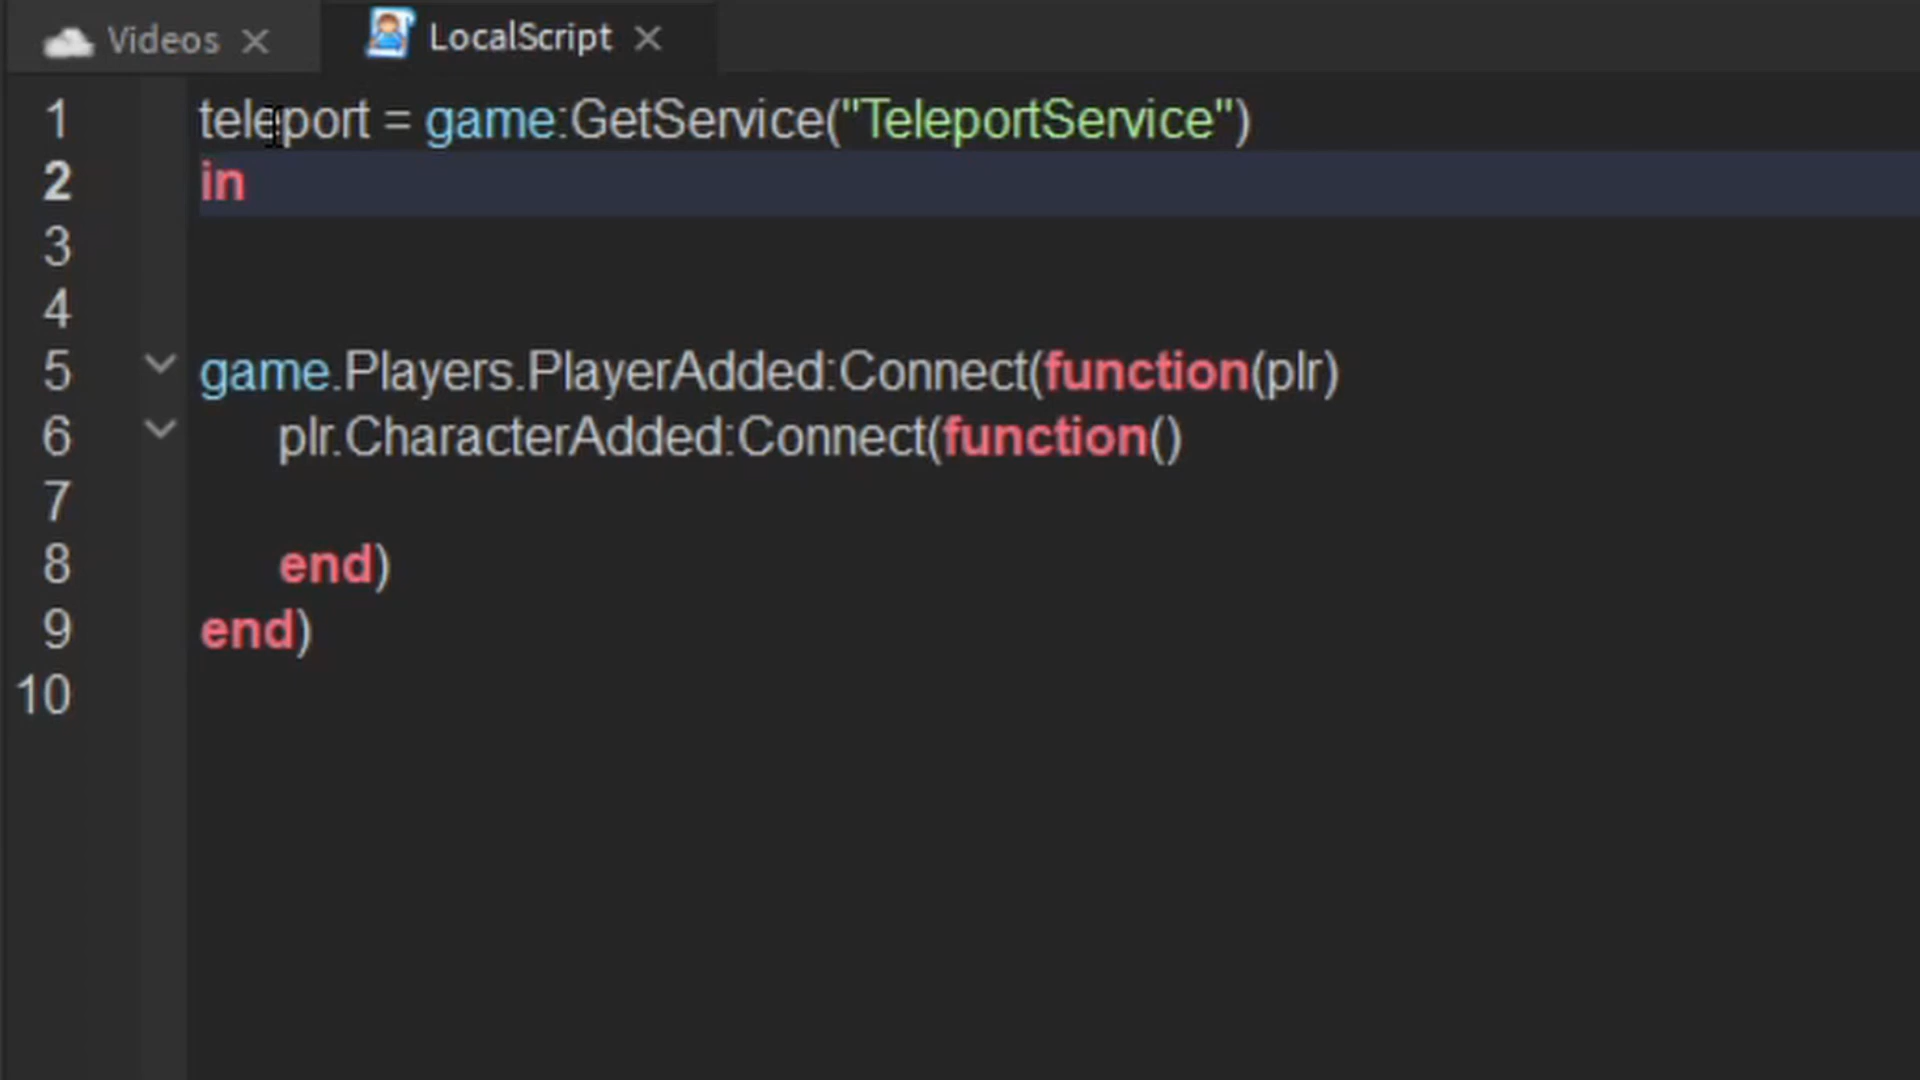 Videos LocalScript
1 teleport = game:GetService("TeleportService")
2 in
3
4
5 game.Players.PlayerAdded:Connect(function(plr)
6 plr.CharacterAdded:Connect(function()
7
8 end)
9 end)
10